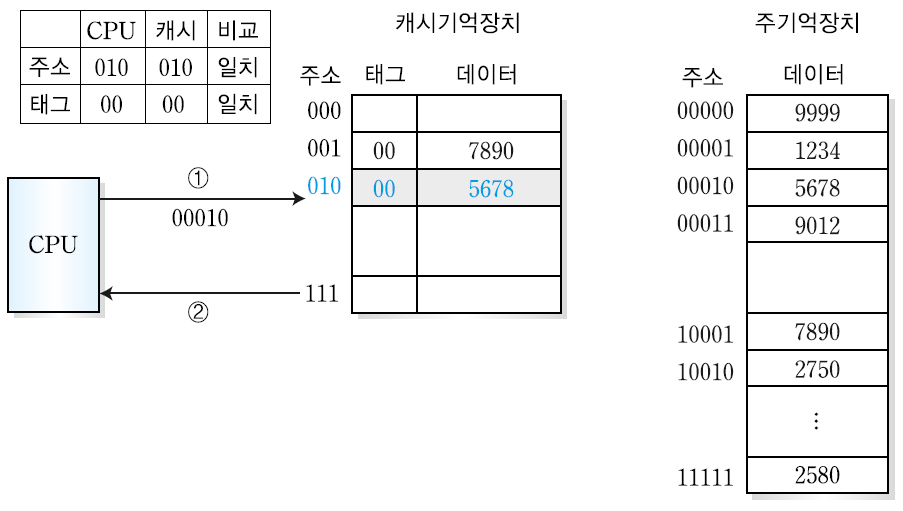 CPU 캐시 비교
주소 010 010 일치
태그 00 00 일치
CPU
①
00010
②
캐시기억장치
주소 태그 데이터
000
001 00 7890
010 00 5678
111
주기억장치
주소 데이터
00000 9999
00001 1234
00010 5678
00011 9012
10001 7890
10010 2750
⋮
11111 2580